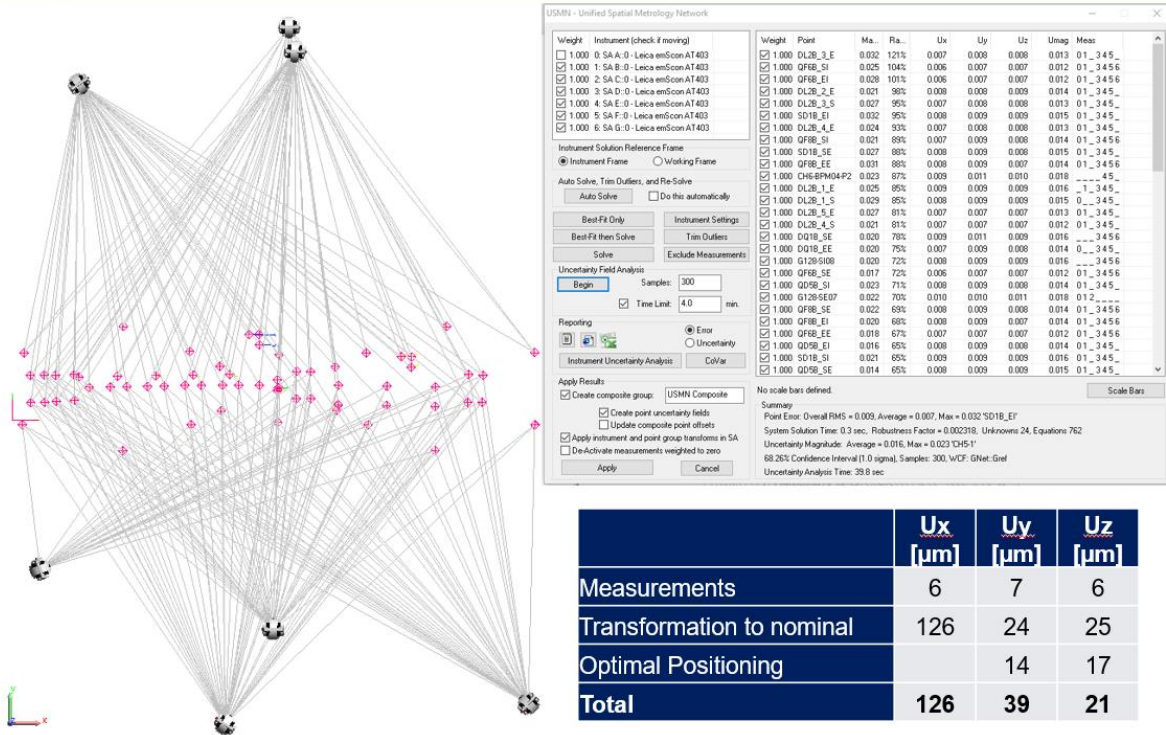 USMN - Unified Spatial Metrology Network
Weight Instrument (check if moving)
1.000 0: SA A::0 - Leica emScon AT403
1.000 1: SA B::0 - Leica emScon AT403
1.000 2: SA C::0 - Leica emScon AT403
1.000 3: SA D::0 - Leica emScon AT403
1.000 4: SA E::0 - Leica emScon AT403
1.000 5: SA F::0 - Leica emScon AT403
1.000 6: SA G::0 - Leica emScon AT403
Instrument Solution Reference Frame
Instrument Frame Working Frame
Auto Solve, Trim Outliers, and Re-Solve
Auto Solve Do this automatically
Best-Fit Only Instrument Settings
Best-Fit then Solve Trim Outliers
Solve Exclude Measurements
Uncertainty Field Analysis
Begin Samples: 300
Time Limit: 4.0 min.
Reporting
Error
Uncertainty
Instrument Uncertainty Analysis CoVar
Apply Results
Create composite group: USMN Composite
Create point uncertainty fields
Update composite point offsets
Apply instrument and point group transforms in SA
De-Activate measurements weighted to zero
Apply Cancel
Weight Point Ma... Ra... Ux Uy Uz Umag Meas
1.000 DL2B_3_E 0.032 121% 0.007 0.008 0.008 0.013 01_345_
1.000 QF6B_SI 0.025 104% 0.006 0.007 0.007 0.012 01_3456
1.000 QF6B_EI 0.028 101% 0.006 0.007 0.007 0.012 01_3456
1.000 DL2B_2_E 0.021 98% 0.008 0.008 0.009 0.014 01_345_
1.000 DL2B_3_S 0.027 95% 0.007 0.008 0.008 0.013 01_345_
1.000 SD1B_EI 0.032 95% 0.008 0.009 0.009 0.015 01_345_
1.000 DL2B_4_E 0.024 93% 0.007 0.008 0.008 0.013 01_345_
1.000 QF8B_SI 0.021 89% 0.007 0.008 0.009 0.014 01_3456
1.000 SD1B_SE 0.027 88% 0.008 0.009 0.008 0.015 01_345_
1.000 QF8B_EE 0.031 88% 0.007 0.008 0.008 0.014 01_3456
1.000 CH6-BPM04-P2 0.023 87% 0.009 0.011 0.010 0.018 ____45_
1.000 DL2B_1_E 0.025 85% 0.009 0.009 0.009 0.016 _1_345_
1.000 DL2B_1_S 0.029 85% 0.008 0.009 0.009 0.015 0__345_
1.000 DL2B_5_E 0.027 81% 0.007 0.007 0.007 0.013 01_345_
1.000 DL2B_4_S 0.021 81% 0.007 0.007 0.007 0.012 01_345_
1.000 DQ1B_SE 0.020 78% 0.009 0.011 0.009 0.016 ___3456
1.000 DQ1B_EE 0.020 75% 0.007 0.009 0.008 0.014 0__345_
1.000 G128-SI08 0.020 72% 0.008 0.009 0.009 0.016 ___3456
1.000 QF6B_SE 0.017 72% 0.006 0.007 0.007 0.012 01_3456
1.000 QD5B_SI 0.023 71% 0.008 0.009 0.008 0.014 01_345_
1.000 G128-SE07 0.022 70% 0.010 0.010 0.011 0.018 012____
1.000 QF8B_SE 0.022 69% 0.008 0.008 0.009 0.014 01_3456
1.000 QF8B_EI 0.020 68% 0.007 0.008 0.009 0.014 01_3456
1.000 QF6B_EE 0.018 67% 0.007 0.007 0.007 0.012 01_3456
1.000 QD5B_EI 0.016 65% 0.008 0.009 0.008 0.014 01_345_
1.000 SD1B_SI 0.021 65% 0.009 0.009 0.009 0.016 01_345_
1.000 QD5B_SE 0.014 65% 0.009 0.009 0.009 0.015 01_345_
No scale bars defined. Scale Bars
Summary
Point Error: Overall RMS = 0.009, Average = 0.007, Max = 0.032 'SD1B_EI'
System Solution Time: 0.3 sec, Robustness Factor = 0.002318, Unknowns 24, Equations 762
Uncertainty Magnitude: Average = 0.016, Max = 0.023 'CH5-1'
68.26% Confidence Interval (1.0 sigma), Samples: 300, WCF: GNet::Gref
Uncertainty Analysis Time: 39.8 sec
Ux Uy Uz
[µm] [µm] [µm]
Measurements 6 7 6
Transformation to nominal 126 24 25
Optimal Positioning 14 17
Total 126 39 21
y
z x